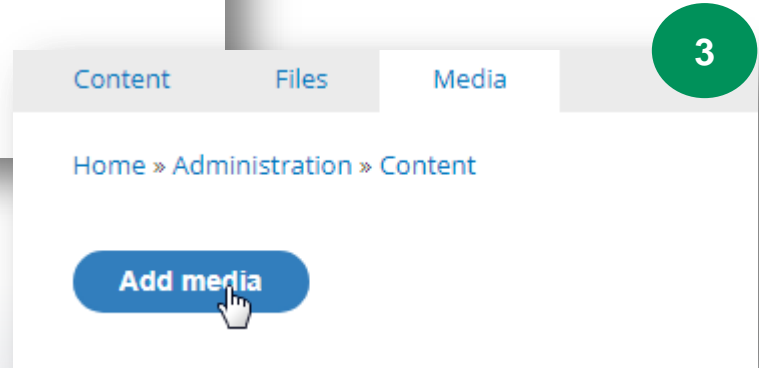 3
Content Files Media
Home » Administration » Content
Add media